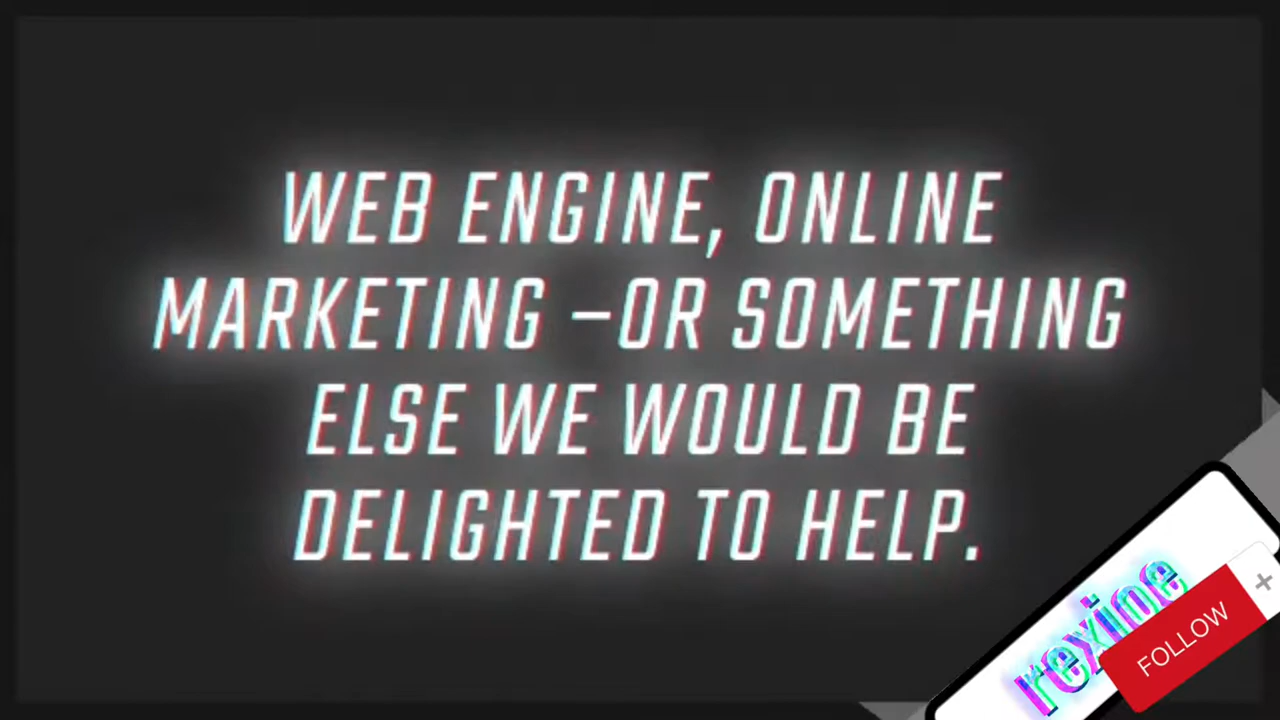 WEB ENGINE, ONLINE
MARKETING –OR SOMETHING
ELSE WE WOULD BE
DELIGHTED TO HELP.
rexine
FOLLOW
+